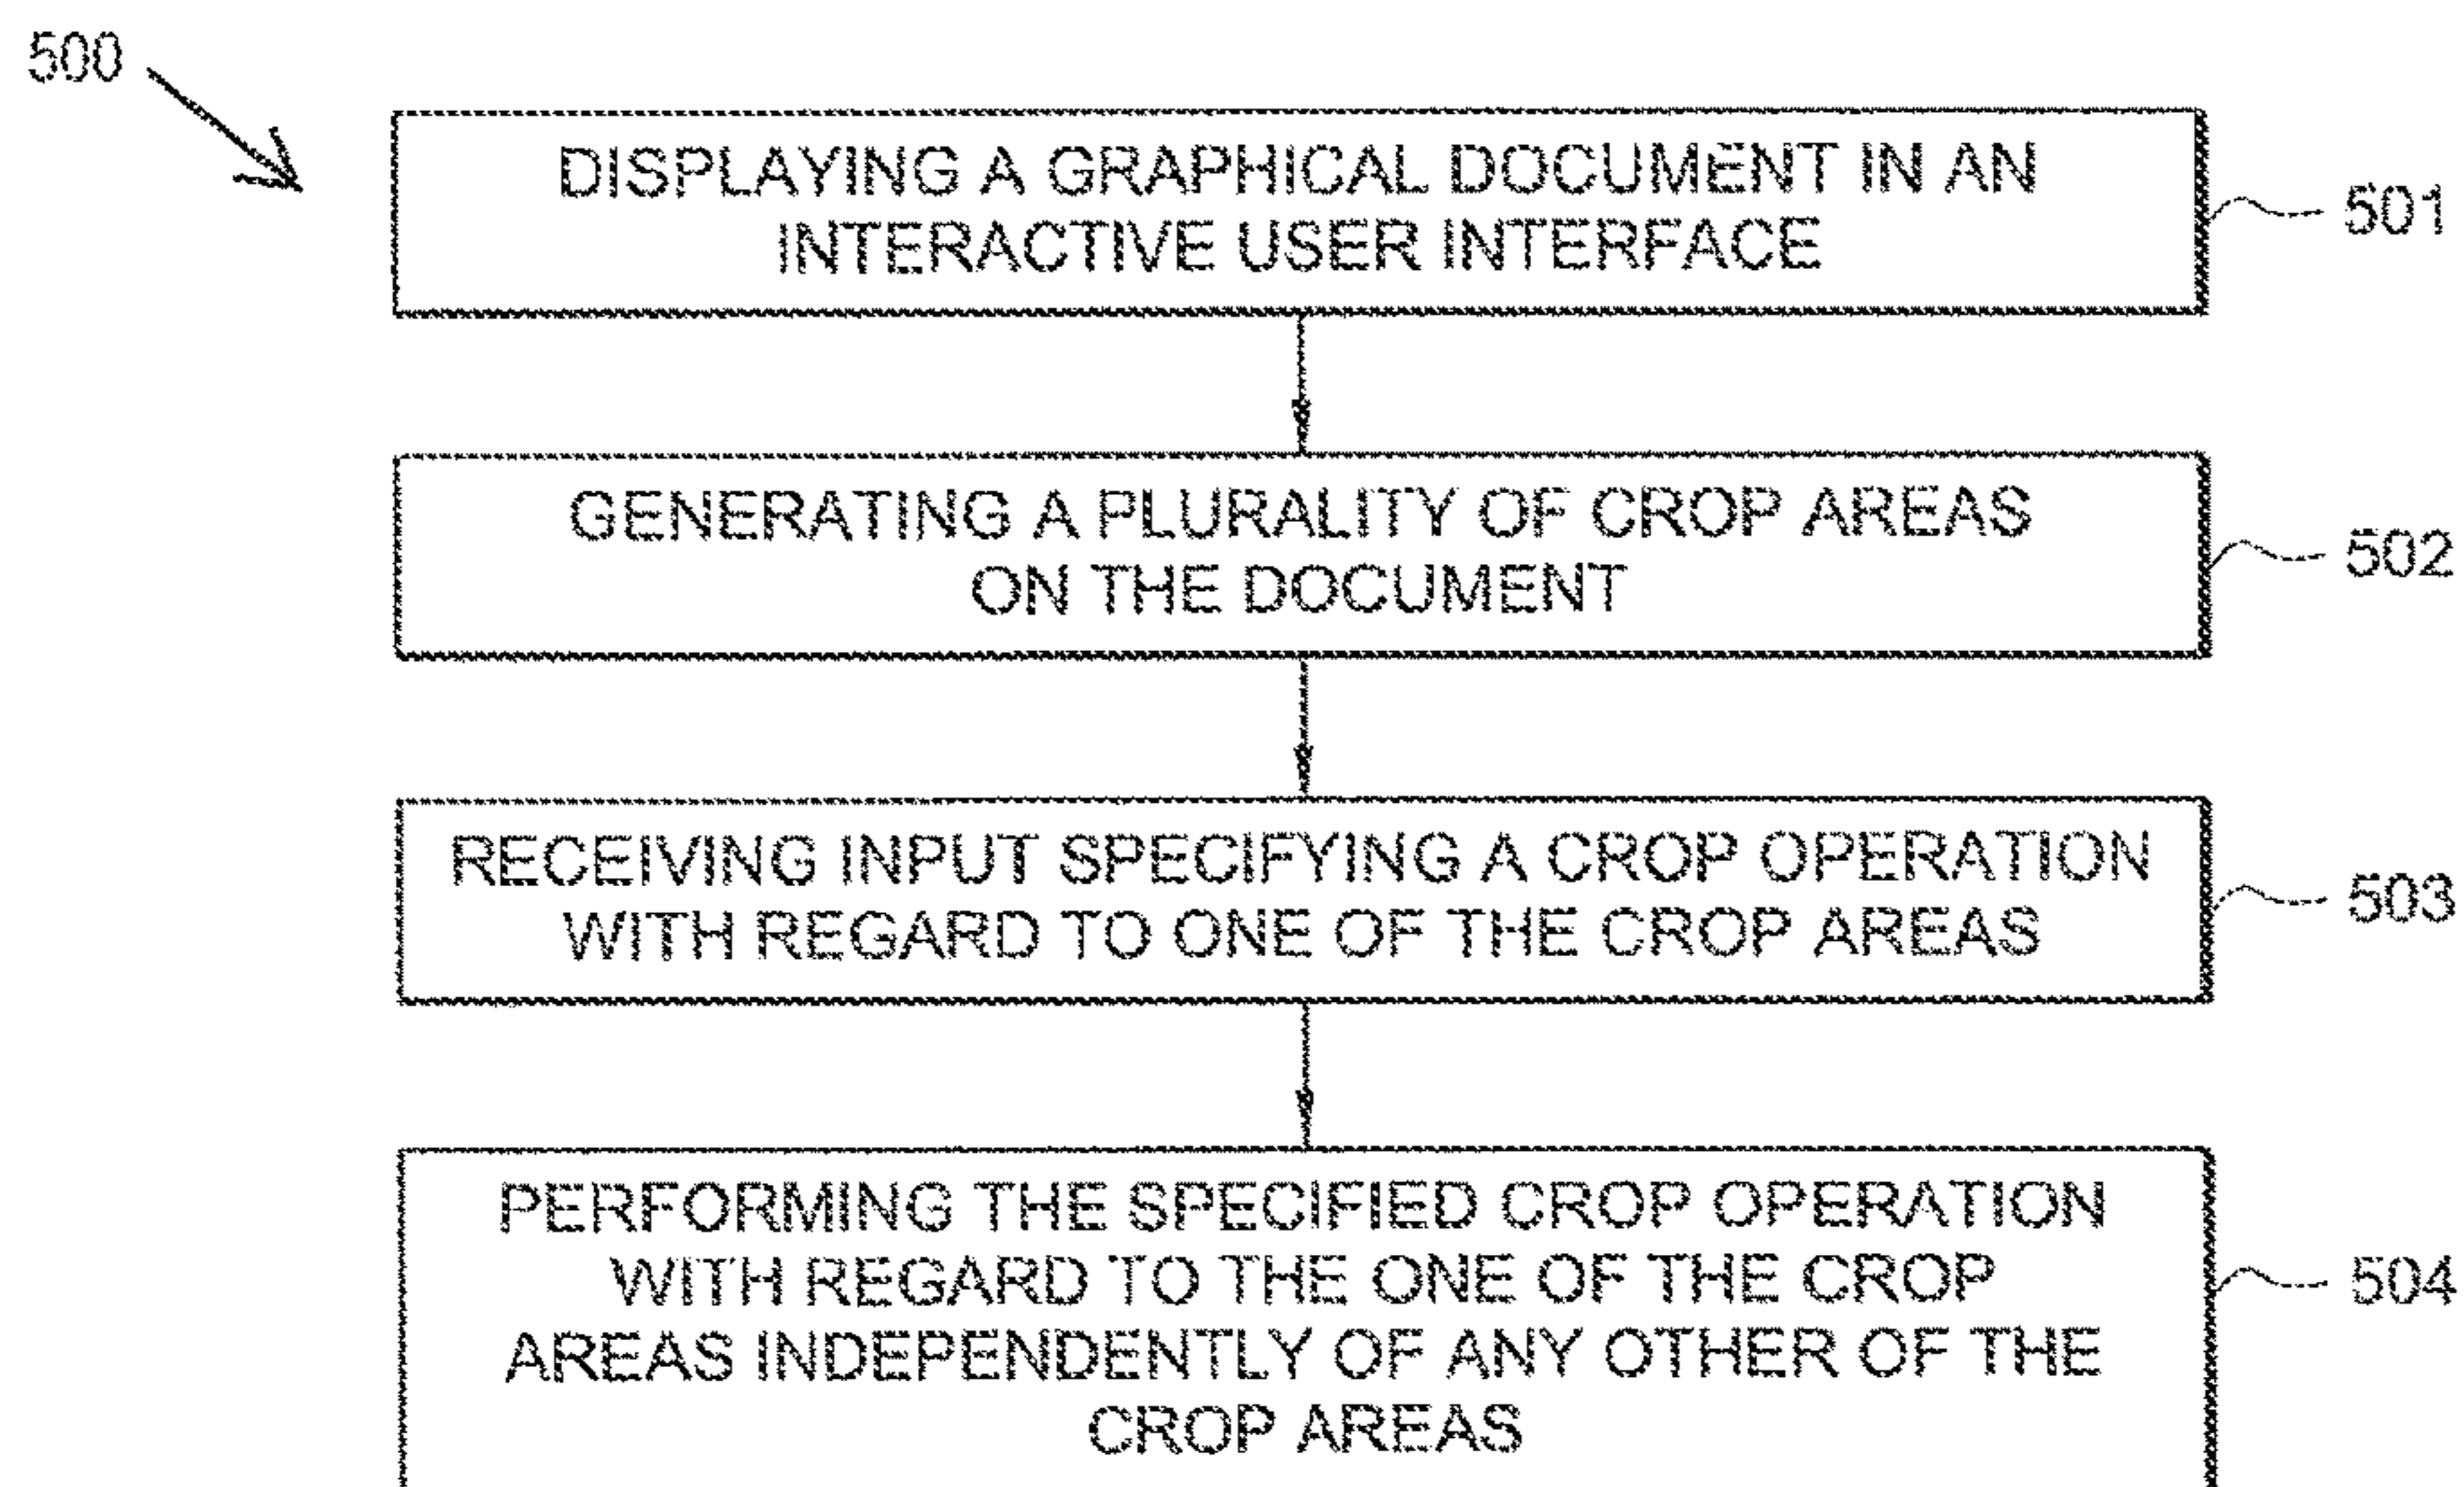 500
DISPLAYING A GRAPHICAL DOCUMENT IN AN
INTERACTIVE USER INTERFACE
501
GENERATING A PLURALITY OF CROP AREAS
ON THE DOCUMENT
502
RECEIVING INPUT SPECIFYING A CROP OPERATION
WITH REGARD TO ONE OF THE CROP AREAS
503
PERFORMING THE SPECIFIED CROP OPERATION
WITH REGARD TO THE ONE OF THE CROP
AREAS INDEPENDENTLY OF ANY OTHER OF THE
CROP AREAS
504